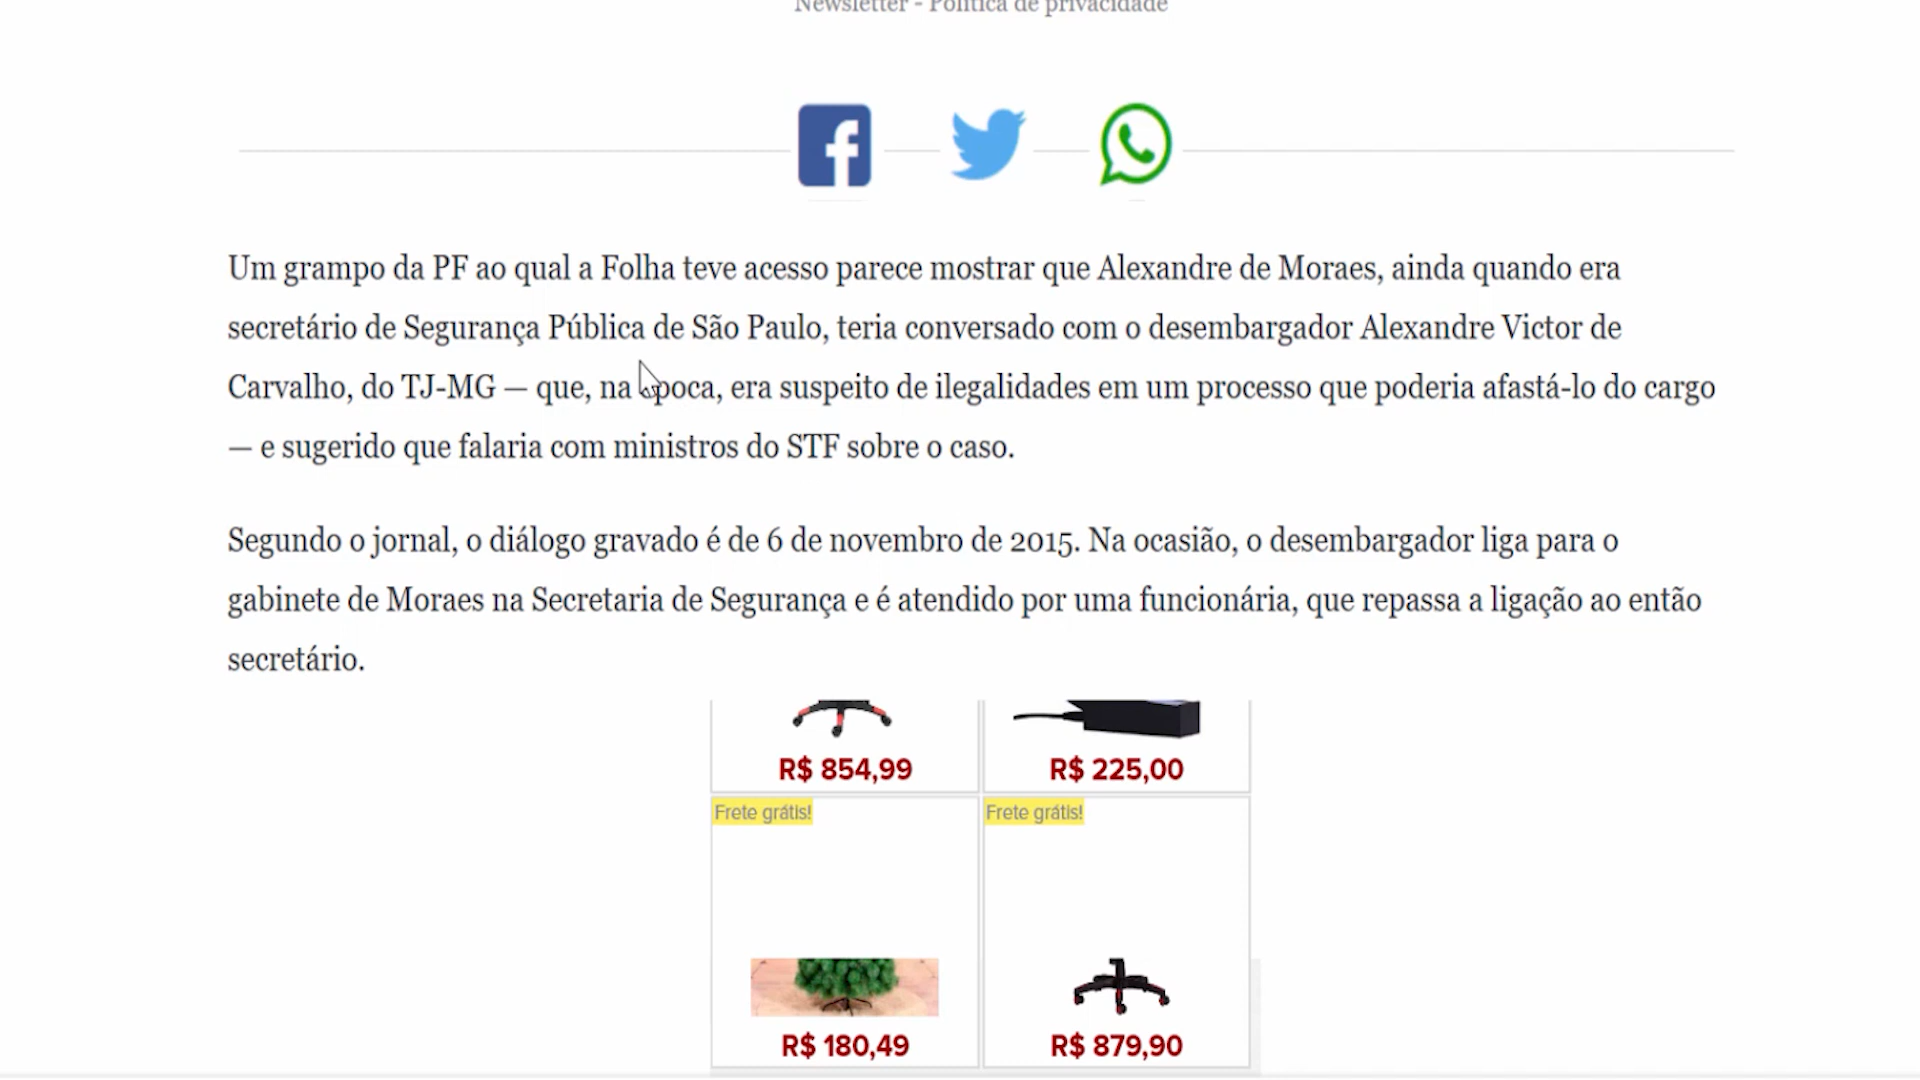 Newsletter - Política de privacidade
Um grampo da PF ao qual a Folha teve acesso parece mostrar que Alexandre de Moraes, ainda quando era
secretário de Segurança Pública de São Paulo, teria conversado com o desembargador Alexandre Victor de
Carvalho, do TJ-MG — que, na época, era suspeito de ilegalidades em um processo que poderia afastá-lo do cargo
— e sugerido que falaria com ministros do STF sobre o caso.
Segundo o jornal, o diálogo gravado é de 6 de novembro de 2015. Na ocasião, o desembargador liga para o
gabinete de Moraes na Secretaria de Segurança e é atendido por uma funcionária, que repassa a ligação ao então
secretário.
R$ 854,99
R$ 225,00
Frete grátis!
Frete grátis!
R$ 180,49
R$ 879,90